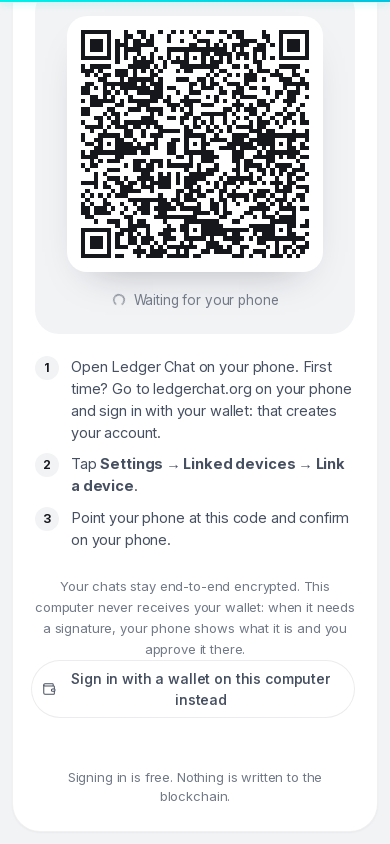 Waiting for your phone
1 Open Ledger Chat on your phone. First
time? Go to ledgerchat.org on your phone
and sign in with your wallet: that creates
your account.
2 Tap Settings → Linked devices → Link
a device.
3 Point your phone at this code and confirm
on your phone.
Your chats stay end-to-end encrypted. This
computer never receives your wallet: when it needs
a signature, your phone shows what it is and you
approve it there.
Sign in with a wallet on this computer
instead
Signing in is free. Nothing is written to the
blockchain.